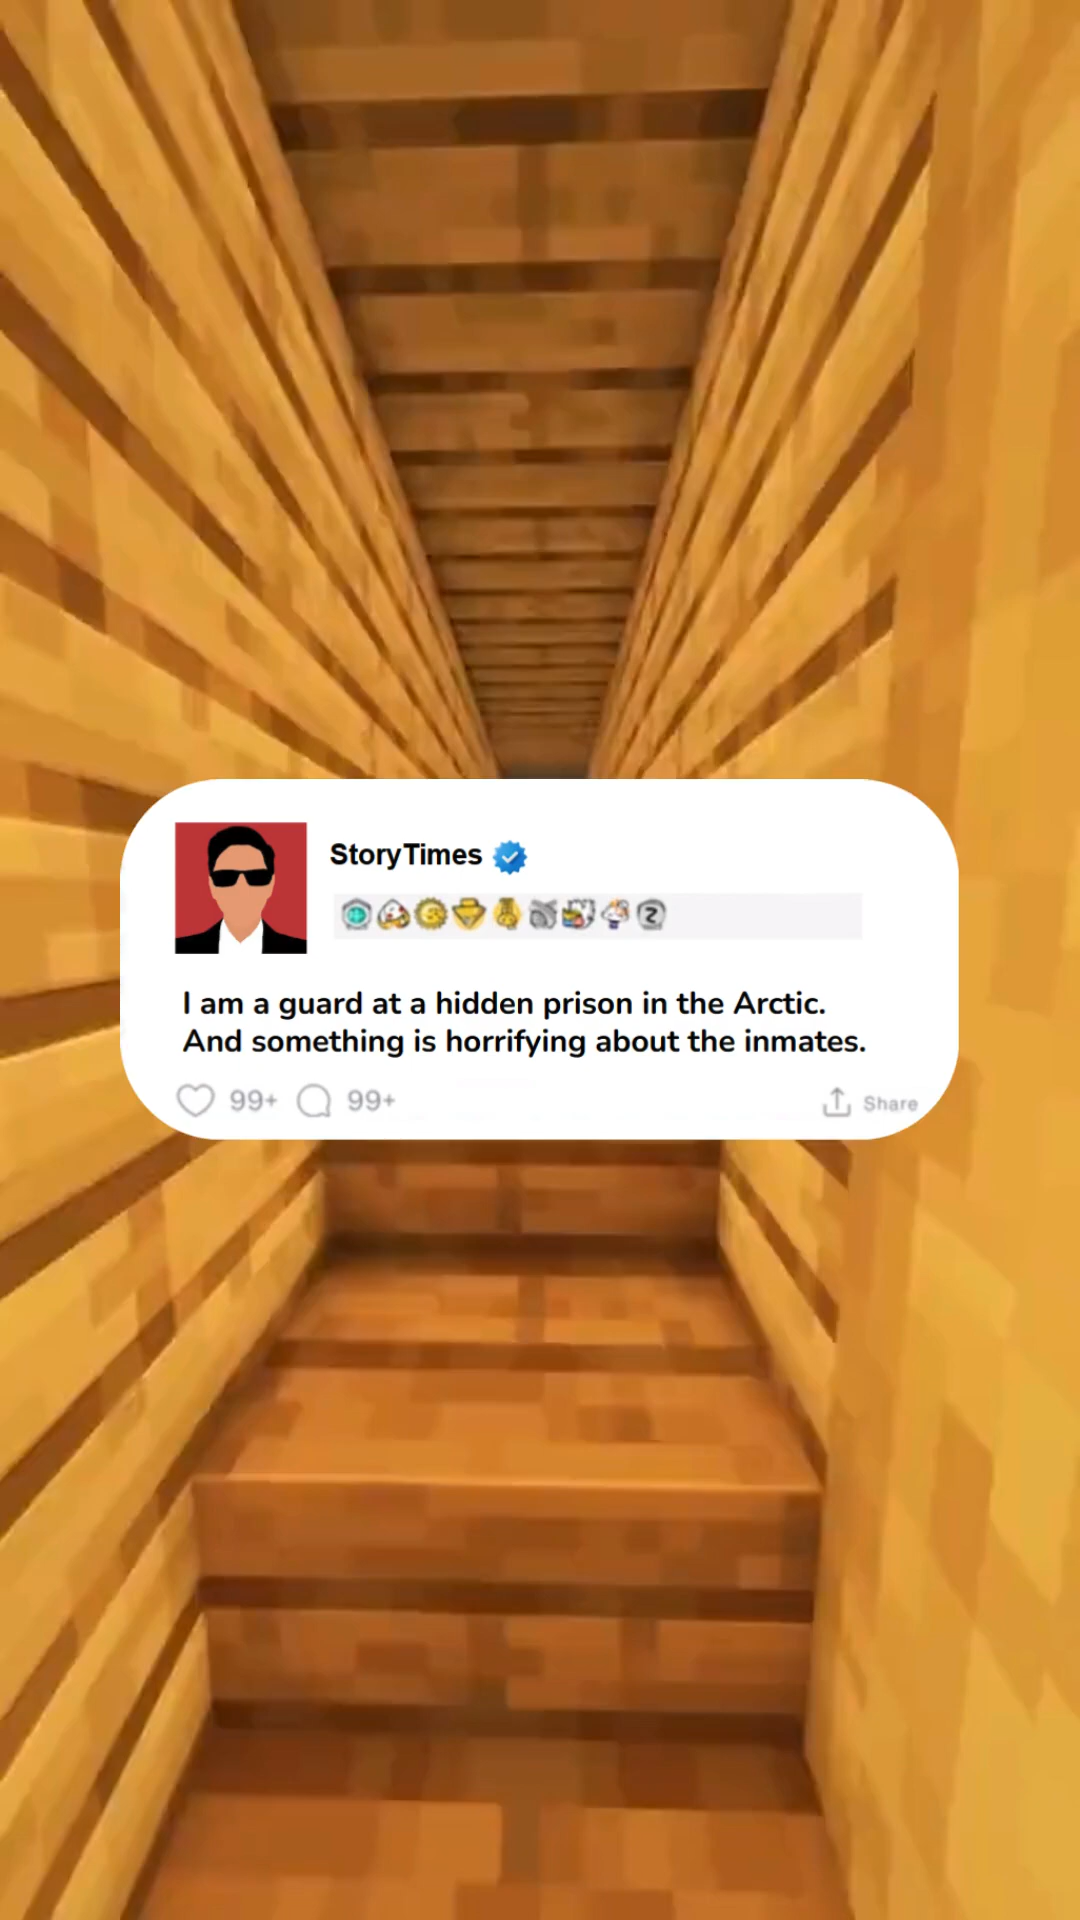 StoryTimes
I am a guard at a hidden prison in the Arctic.
And something is horrifying about the inmates.
99+ 99+ Share